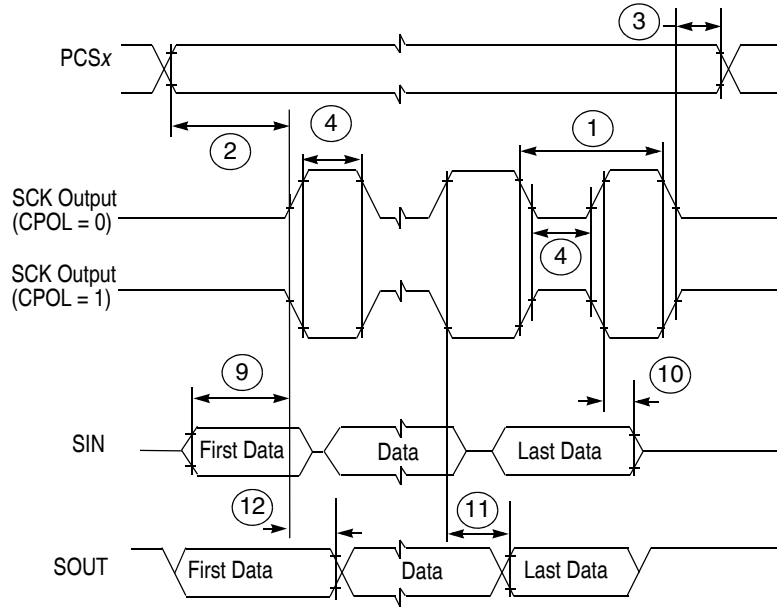 3
PCSx
2
4
1
SCK Output
(CPOL = 0)
4
SCK Output
(CPOL = 1)
9
10
SIN
First Data
Data
Last Data
12
11
SOUT
First Data
Data
Last Data